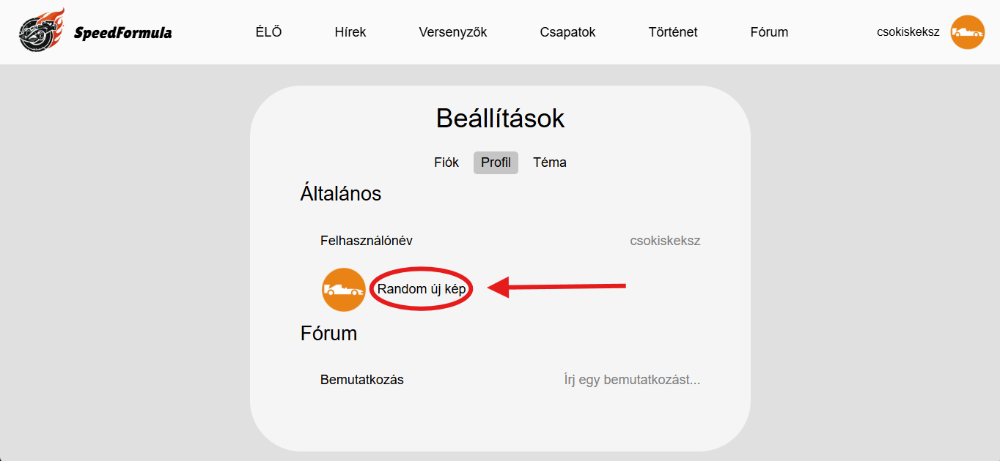 SpeedFormula ÉLŐ Hírek Versenyzők Csapatok Történet Fórum csokiskeksz
Beállítások
Fiók Profil Téma
Általános
Felhasználónév csokiskeksz
Random új kép
Fórum
Bemutatkozás Írj egy bemutatkozást...